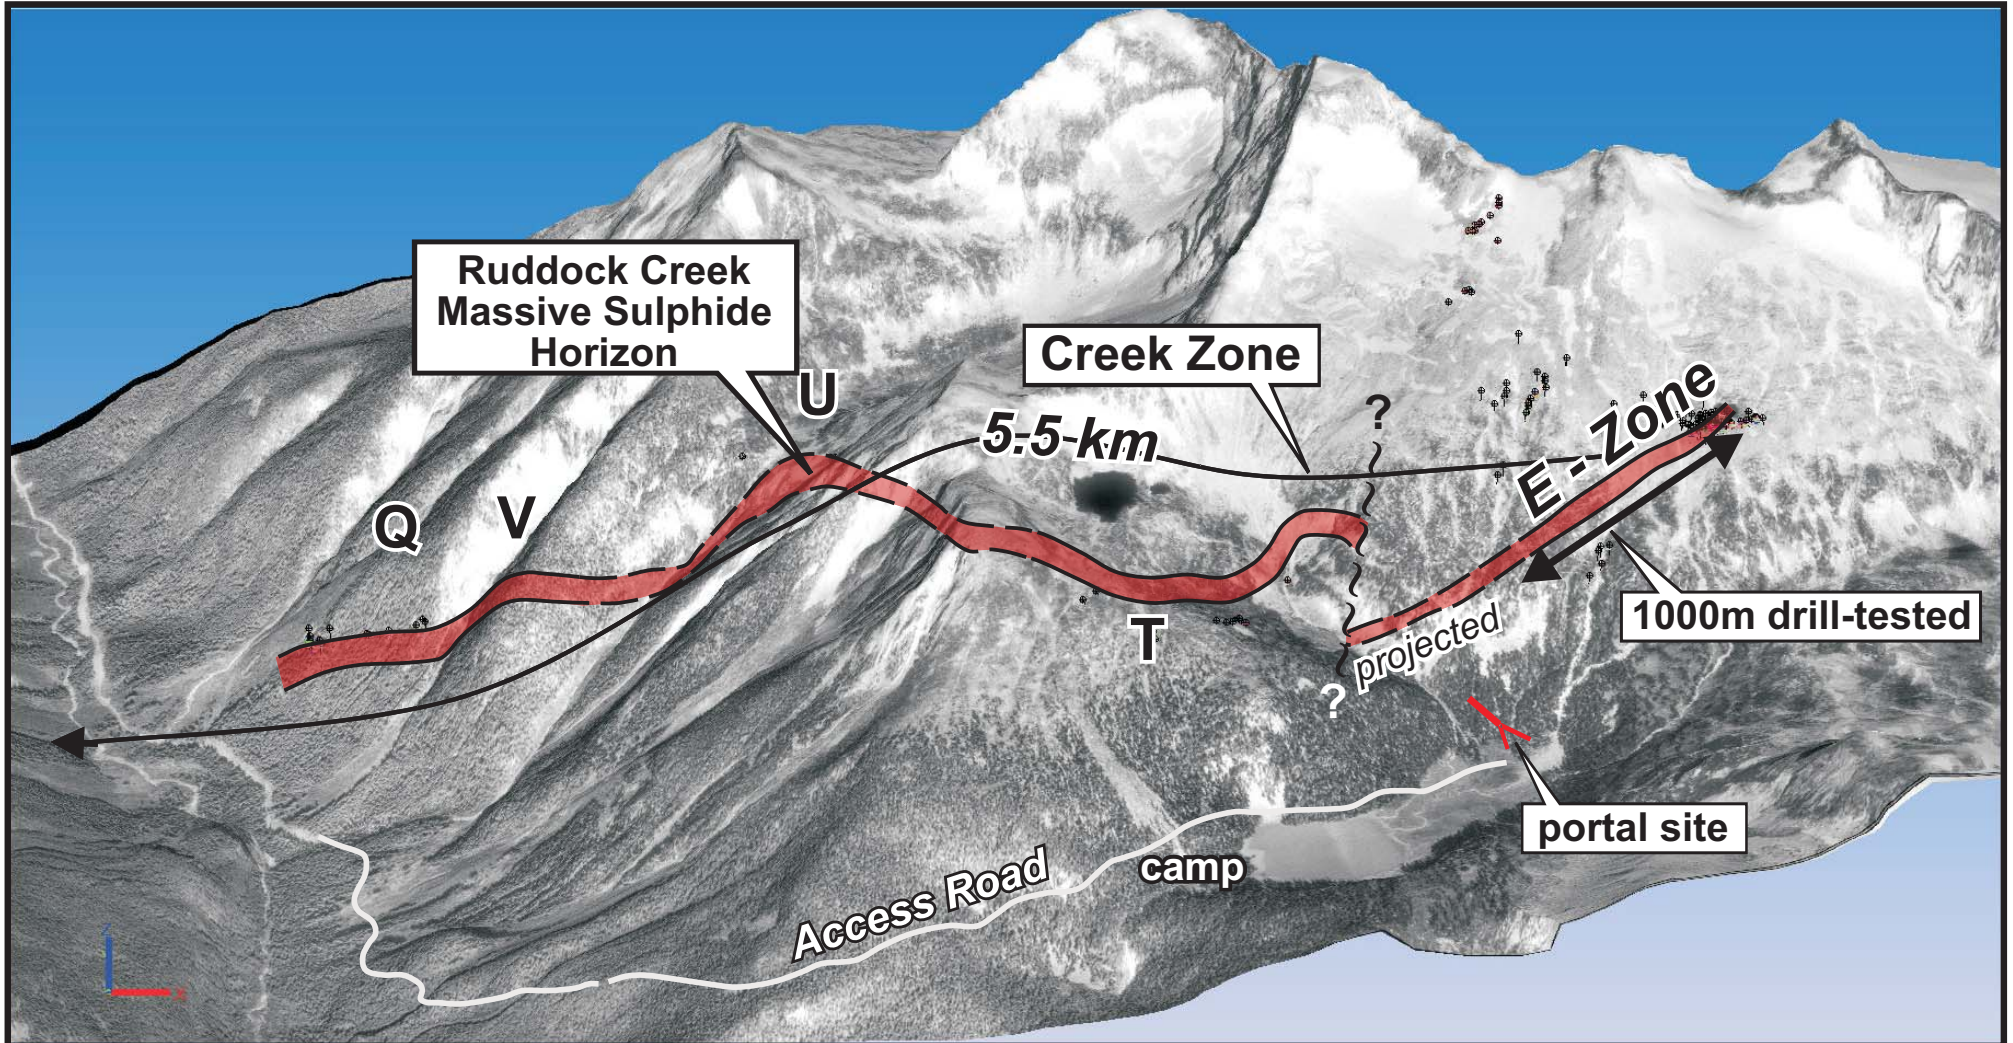 Ruddock Creek
Massive Sulphide
Horizon
U
Creek Zone
?
5.5 km
E - Zone
Q
V
T
1000m drill-tested
projected
?
portal site
camp
Access Road
Z
X